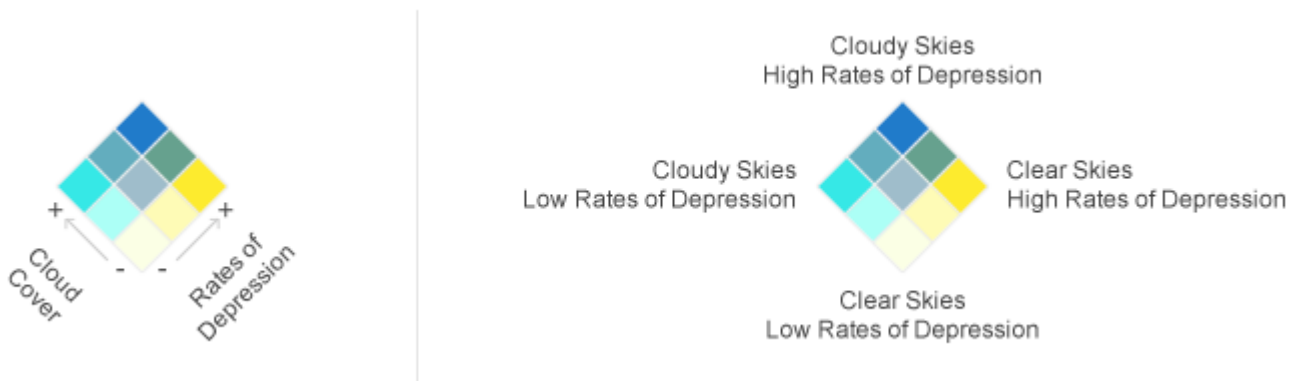 +
+
-
-
Cloud
Cover
Rates of
Depression
Cloudy Skies
High Rates of Depression
Cloudy Skies
Low Rates of Depression
Clear Skies
High Rates of Depression
Clear Skies
Low Rates of Depression